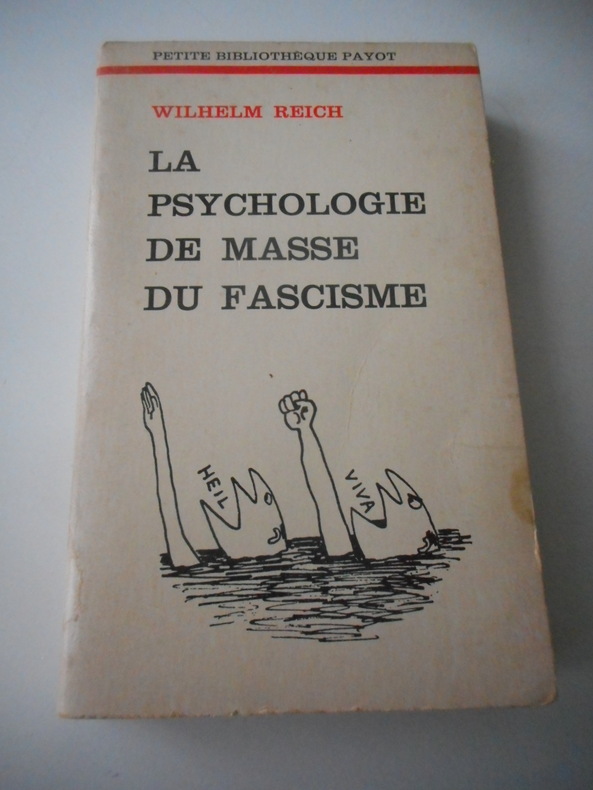 PETITE BIBLIOTHÈQUE PAYOT
WILHELM REICH
LA
PSYCHOLOGIE
DE MASSE
DU FASCISME
HEIL
VIVA